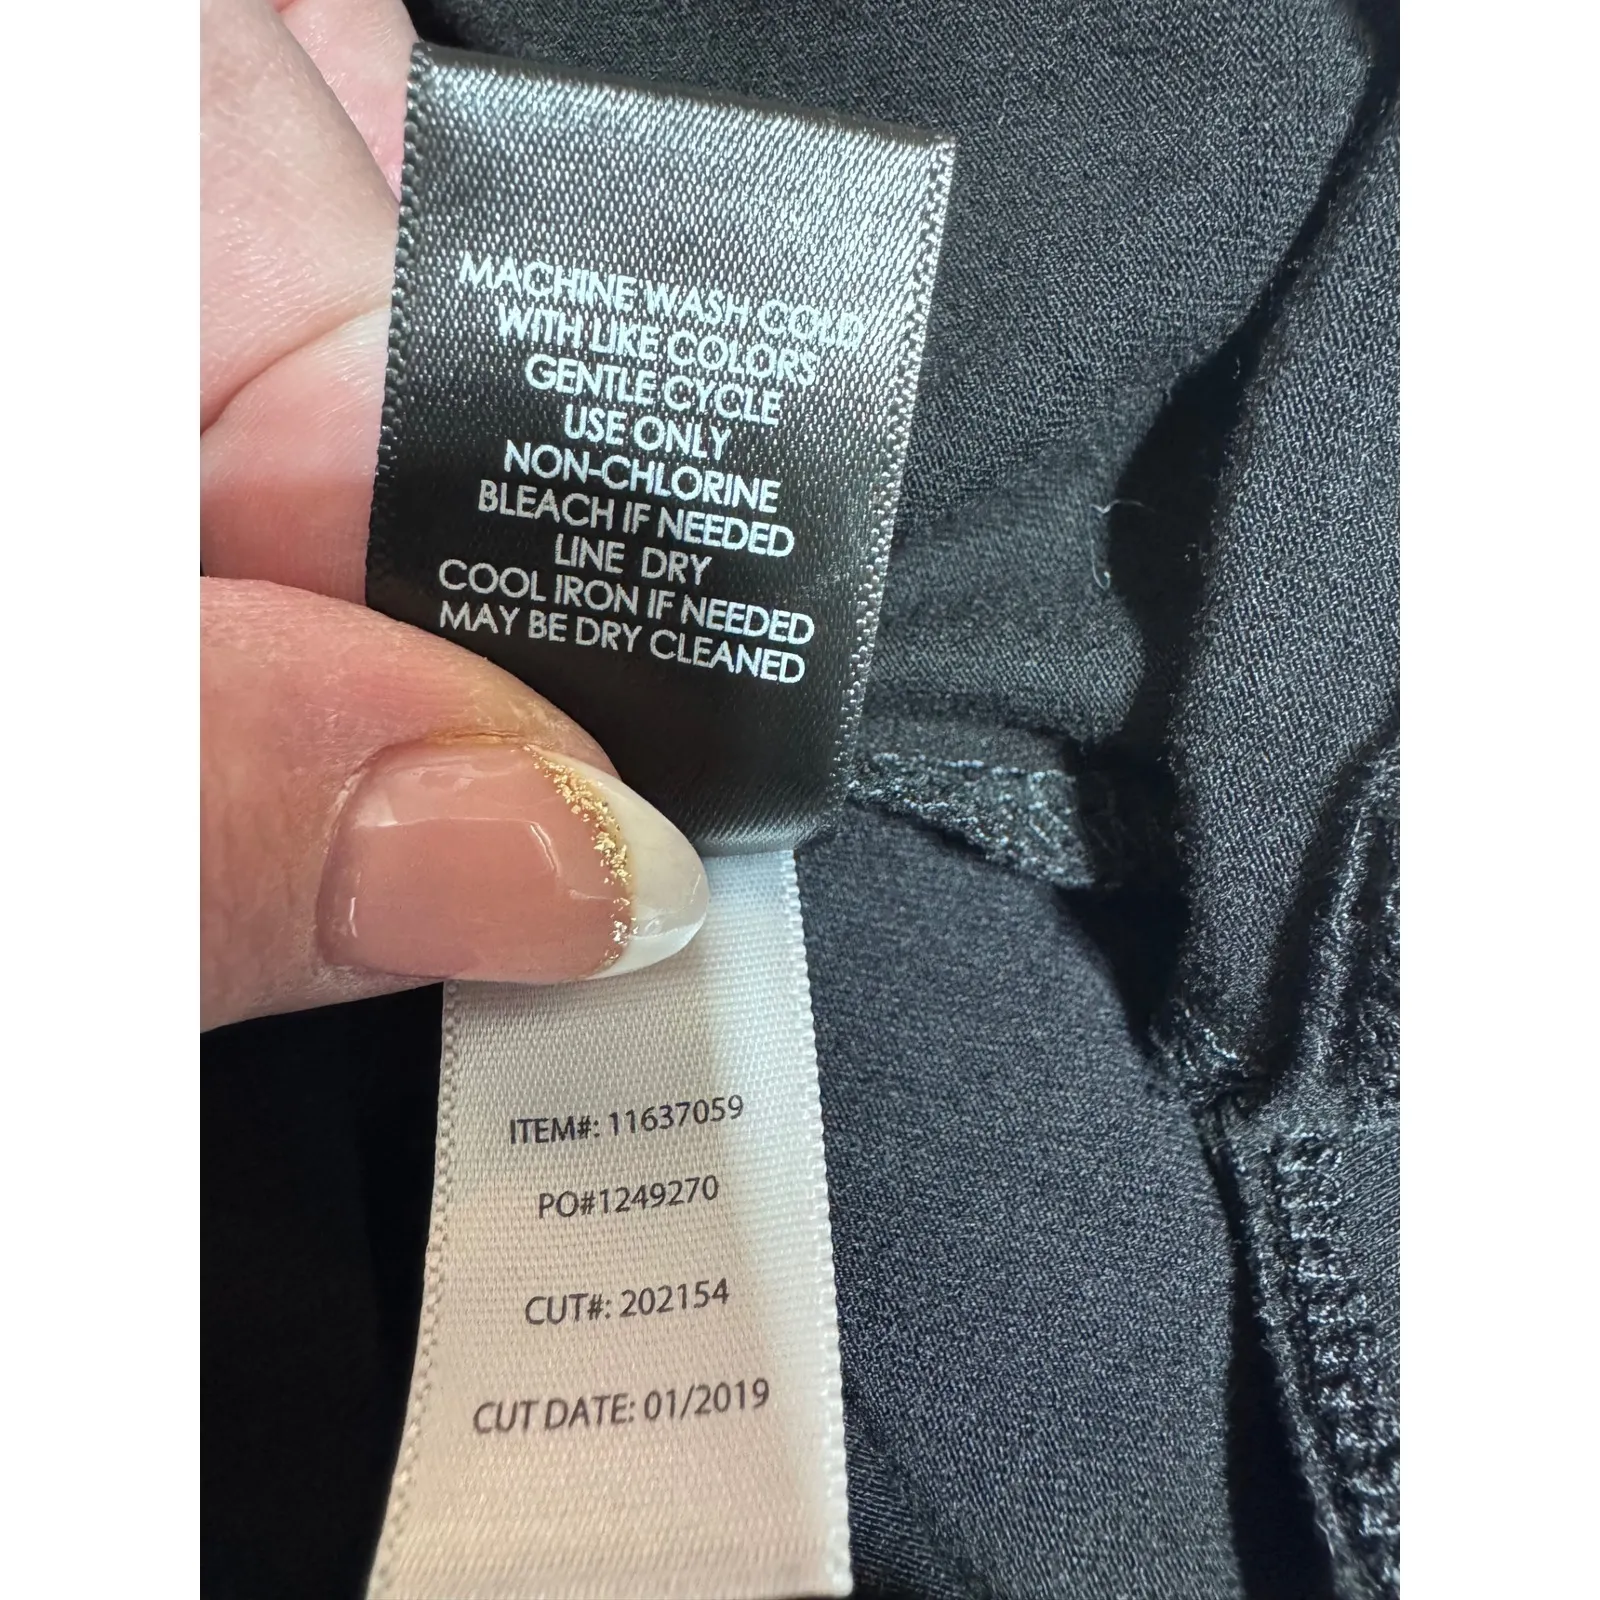 MACHINE WASH COLD
WITH LIKE COLORS
GENTLE CYCLE
USE ONLY
NON-CHLORINE
BLEACH IF NEEDED
LINE DRY
COOL IRON IF NEEDED
MAY BE DRY CLEANED
ITEM#: 11637059
PO#1249270
CUT#: 202154
CUT DATE: 01/2019